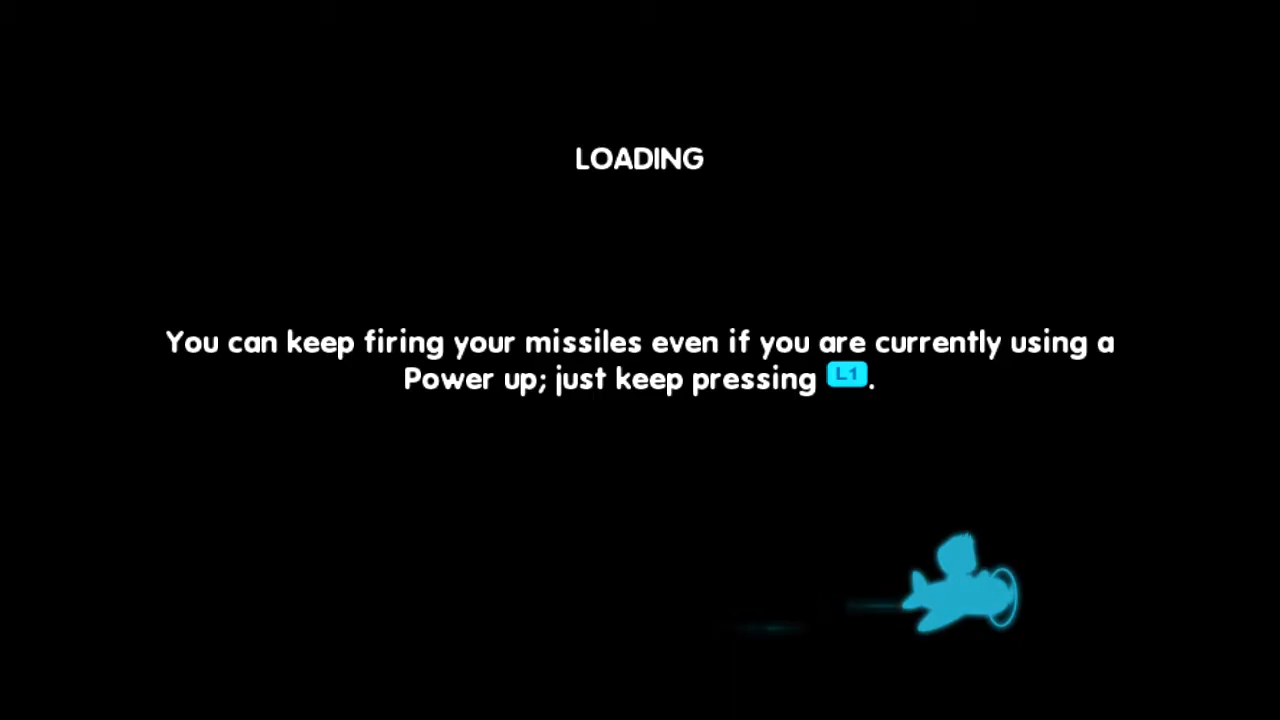 LOADING
You can keep firing your missiles even if you are currently using a
Power up; just keep pressing L1.